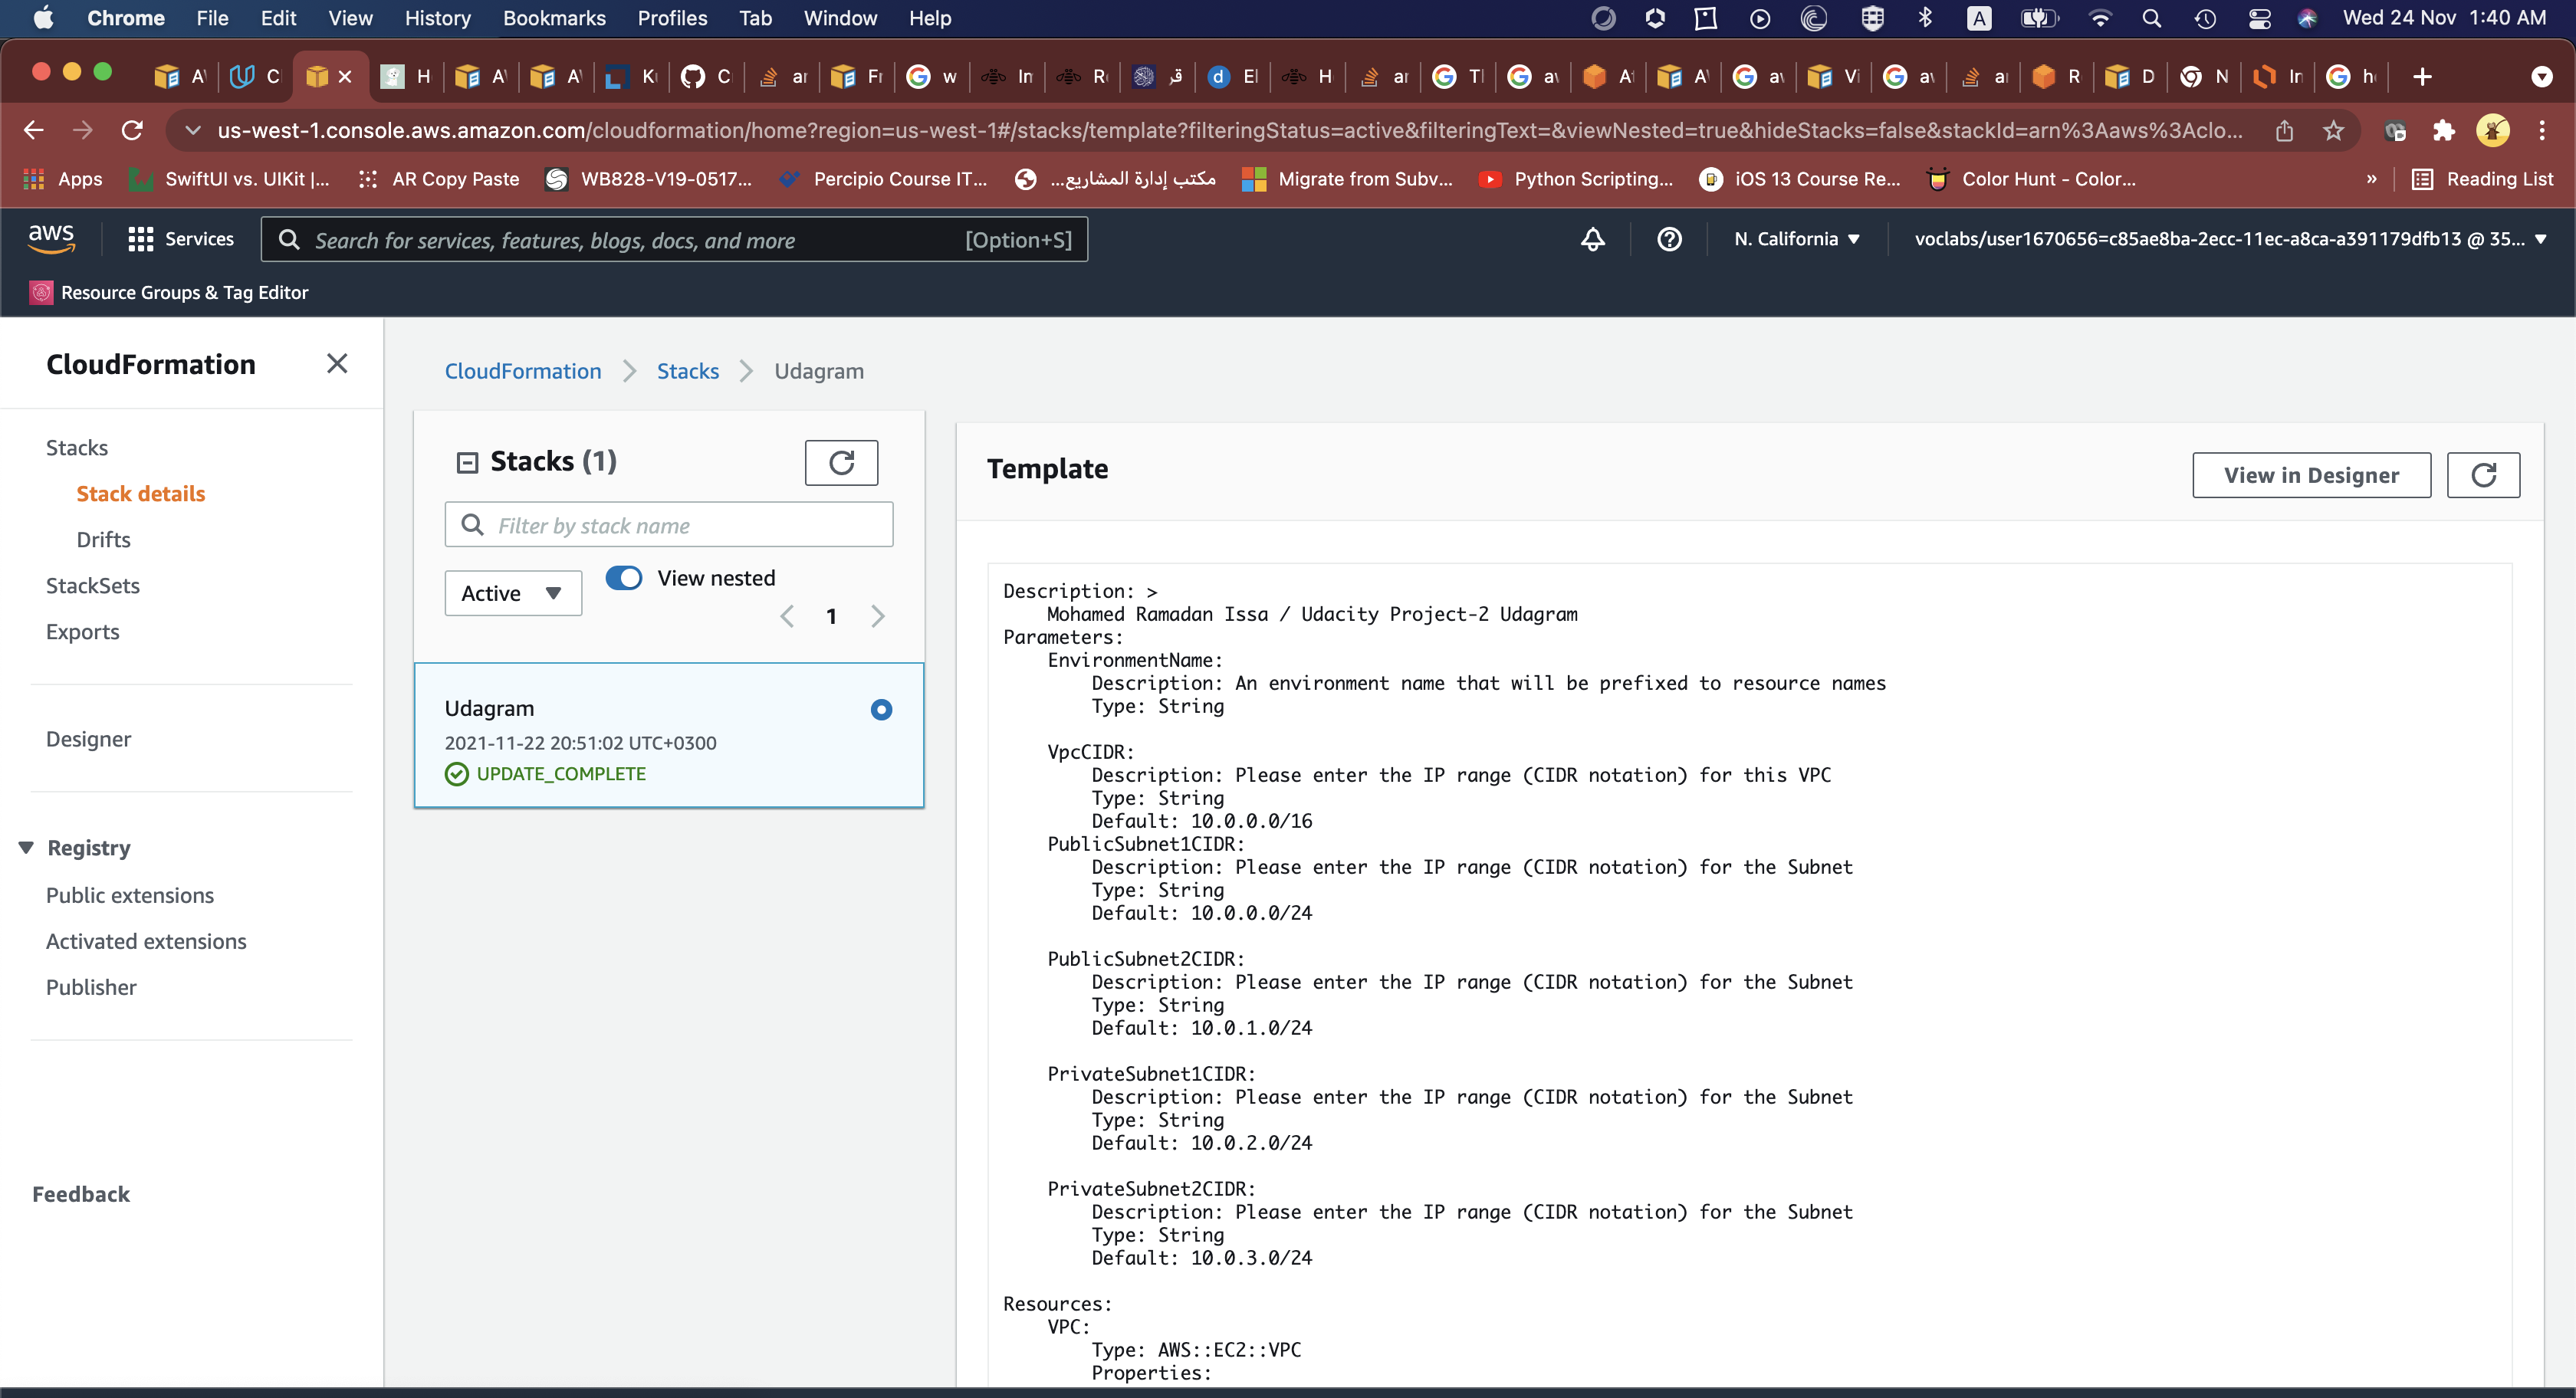 Chrome File Edit View History Bookmarks Profiles Tab Window Help
A
Wed 24 Nov 1:40 AM
us-west-1.console.aws.amazon.com/cloudformation/home?region=us-west-1#/stacks/template?filteringStatus=active&filteringText=&viewNested=true&hideStacks=false&stackId=arn%3Aaws%3Aclo...
Apps SwiftUI vs. UIKit |... AR Copy Paste WB828-V19-0517... Percipio Course IT... مكتب إدارة المشاريع... Migrate from Subv... Python Scripting... iOS 13 Course Re... Color Hunt - Color... » Reading List
aws Services Search for services, features, blogs, docs, and more [Option+S] N. California voclabs/user1670656=c85ae8ba-2ecc-11ec-a8ca-a391179dfb13 @ 35...
Resource Groups & Tag Editor
CloudFormation
Stacks
Stack details
Drifts
StackSets
Exports
Designer
Registry
Public extensions
Activated extensions
Publisher
Feedback
CloudFormation Stacks Udagram
Stacks (1)
Filter by stack name
Active View nested
1
Udagram
2021-11-22 20:51:02 UTC+0300
UPDATE_COMPLETE
Template
View in Designer
Description: >
Mohamed Ramadan Issa / Udacity Project-2 Udagram
Parameters:
EnvironmentName:
Description: An environment name that will be prefixed to resource names
Type: String
VpcCIDR:
Description: Please enter the IP range (CIDR notation) for this VPC
Type: String
Default: 10.0.0.0/16
PublicSubnet1CIDR:
Description: Please enter the IP range (CIDR notation) for the Subnet
Type: String
Default: 10.0.0.0/24
PublicSubnet2CIDR:
Description: Please enter the IP range (CIDR notation) for the Subnet
Type: String
Default: 10.0.1.0/24
PrivateSubnet1CIDR:
Description: Please enter the IP range (CIDR notation) for the Subnet
Type: String
Default: 10.0.2.0/24
PrivateSubnet2CIDR:
Description: Please enter the IP range (CIDR notation) for the Subnet
Type: String
Default: 10.0.3.0/24
Resources:
VPC:
Type: AWS::EC2::VPC
Properties: